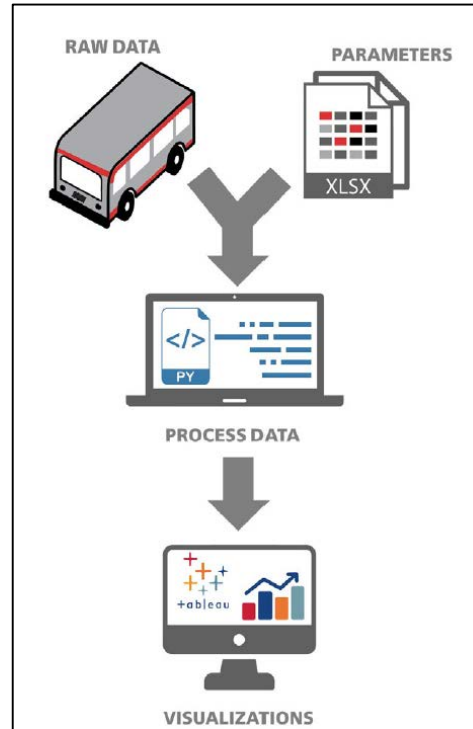 RAW DATA
PARAMETERS
XLSX
</>
PY
PROCESS DATA
+ableau
VISUALIZATIONS